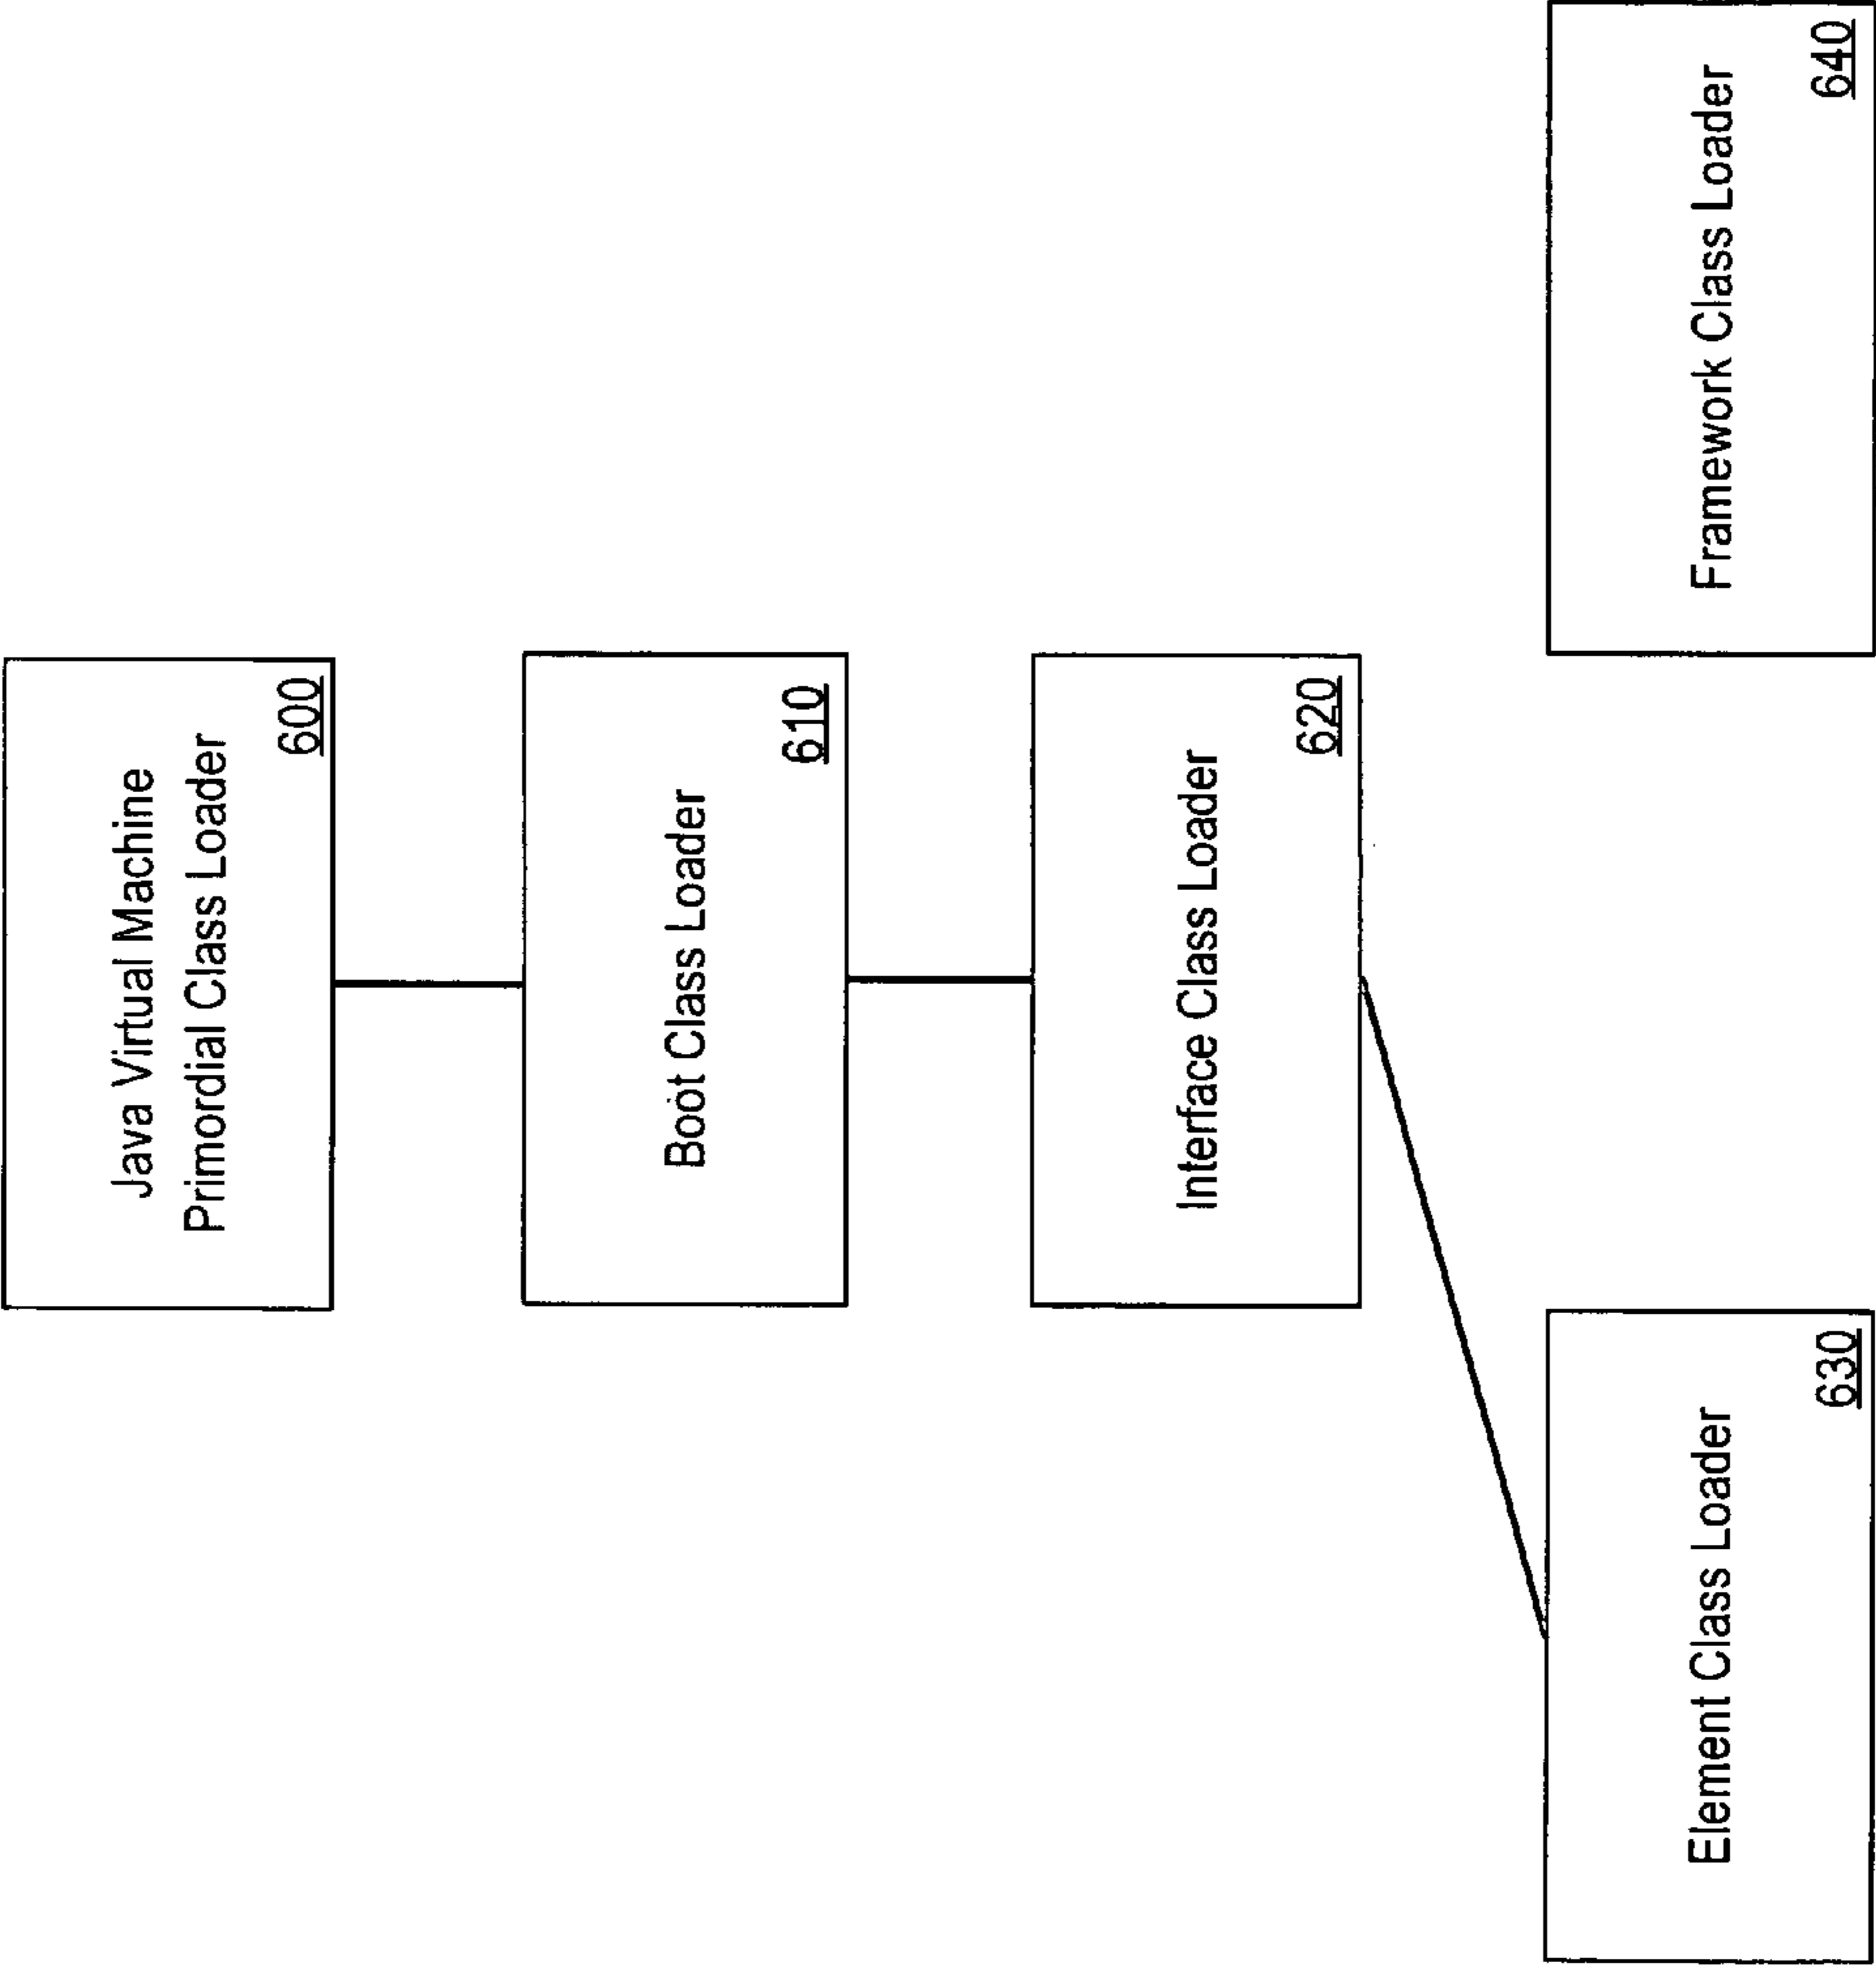 Java Virtual Machine
Primordial Class Loader
600
Boot Class Loader
610
Interface Class Loader
620
Element Class Loader
630
Framework Class Loader
640